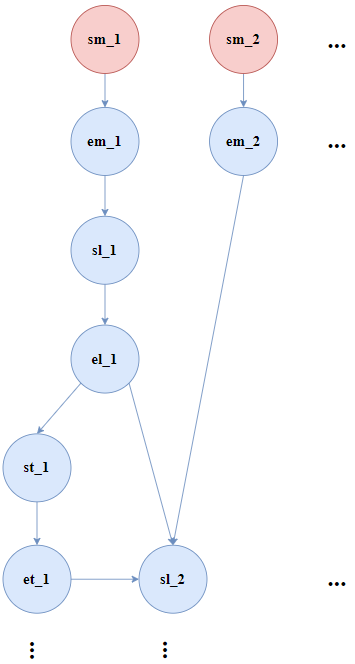 sm_1 sm_2 ...
em_1 em_2 ...
sl_1
el_1
st_1
et_1 sl_2 ...